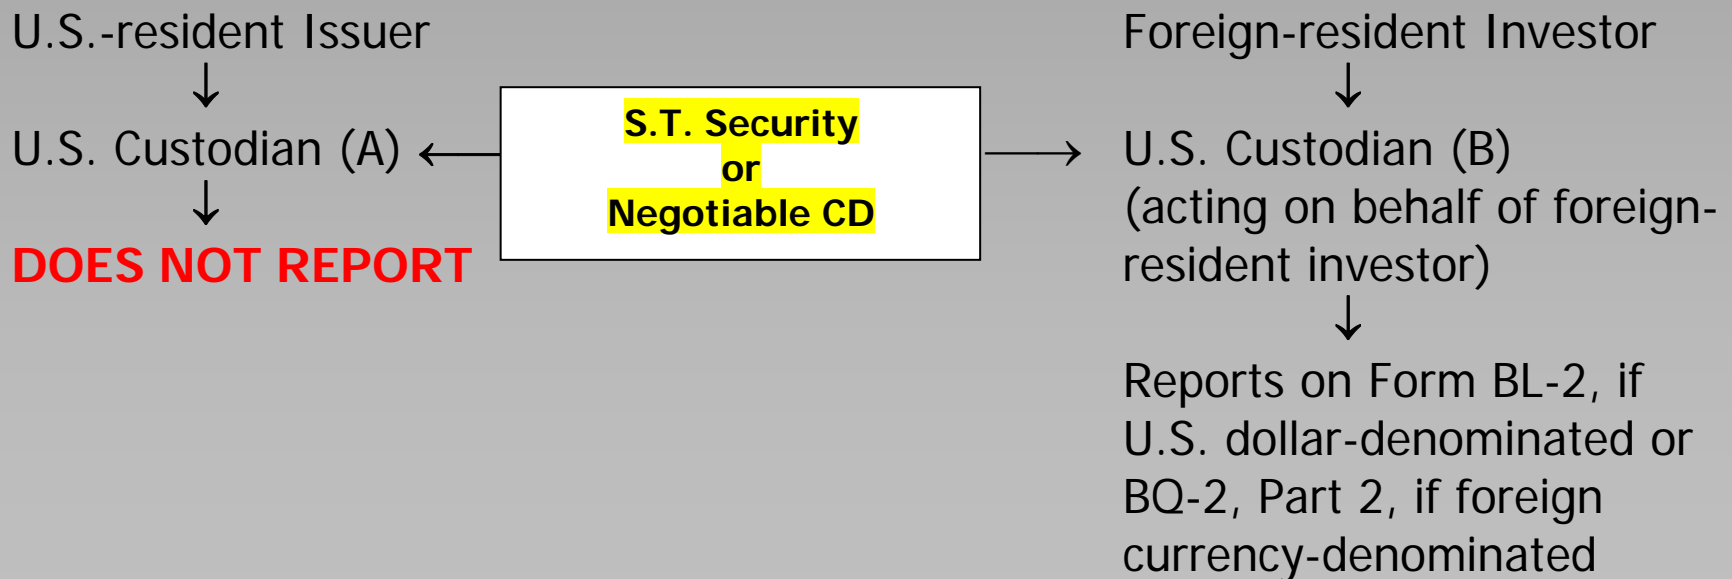 U.S.-resident Issuer
↓
U.S. Custodian (A) ←
↓
DOES NOT REPORT
S.T. Security
or
Negotiable CD
→
Foreign-resident Investor
↓
U.S. Custodian (B)
(acting on behalf of foreign-
resident investor)
↓
Reports on Form BL-2, if
U.S. dollar-denominated or
BQ-2, Part 2, if foreign
currency-denominated